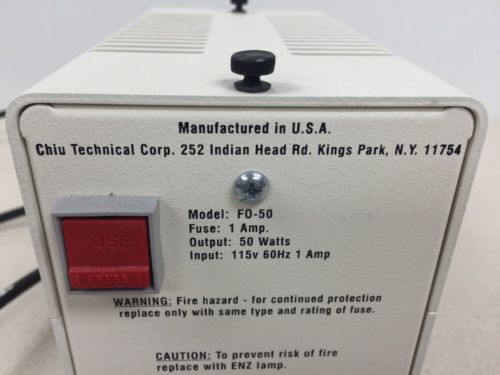 Manufactured in U.S.A.
Chiu Technical Corp. 252 Indian Head Rd. Kings Park, N.Y. 11754
Model: FO-50
Fuse: 1 Amp.
Output: 50 Watts
Input: 115v 60Hz 1 Amp
FUSE
PRESS
WARNING: Fire hazard - for continued protection
replace only with same type and rating of fuse.
CAUTION: To prevent risk of fire
replace with ENZ lamp.